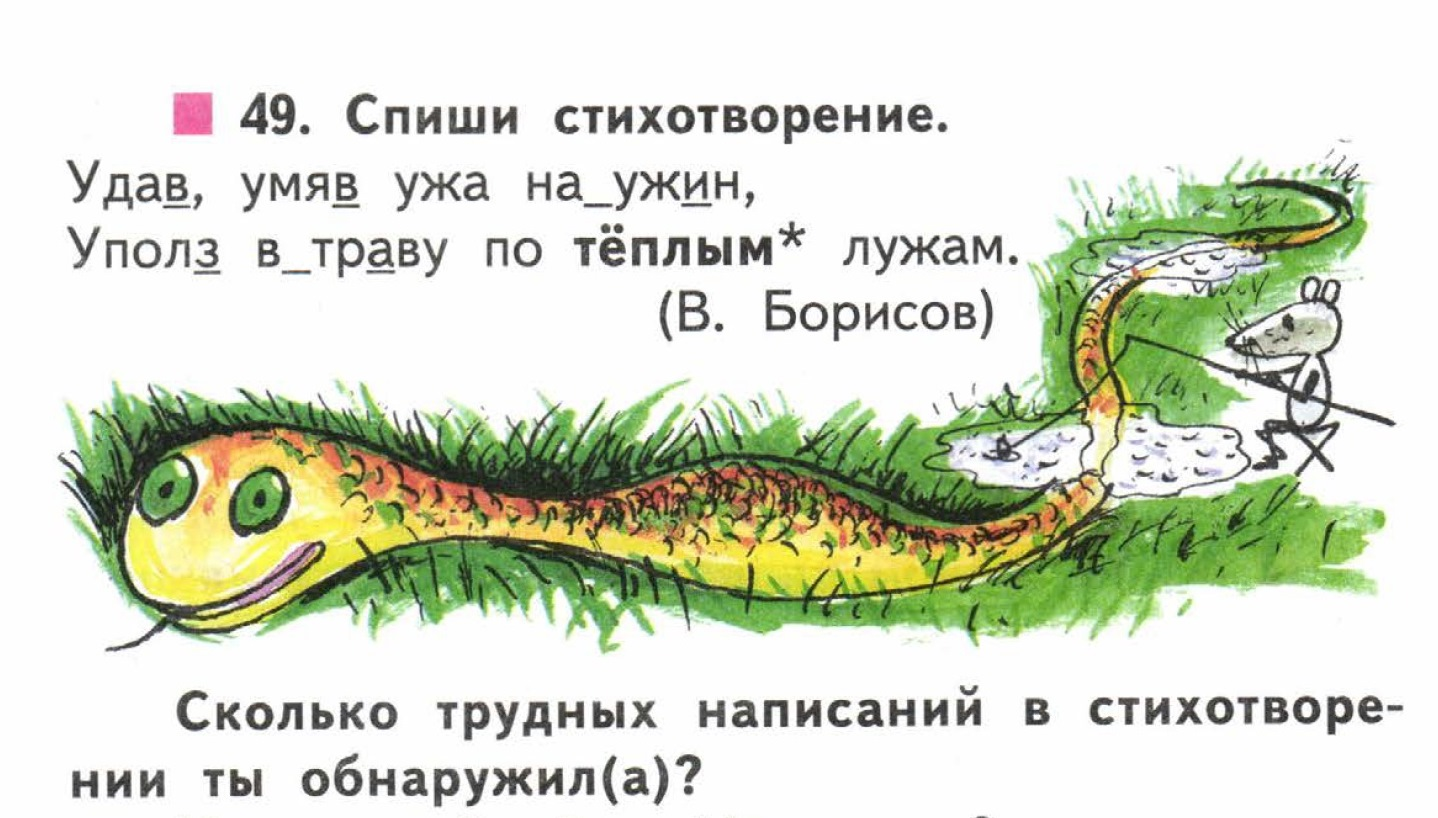 49. Спиши стихотворение.
Удав, умяв ужа на_ужин,
Уполз в_траву по тёплым* лужам.
(В. Борисов)
Сколько трудных написаний в стихотворе-
нии ты обнаружил(а)?